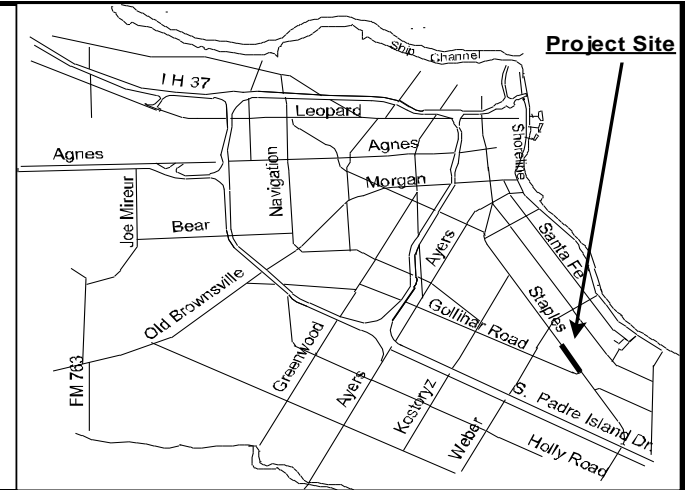 Project Site
Ship Channel
I H 37
Leopard
Shoreline
Agnes
Agnes
Morgan
Navigation
Joe Mireur
Bear
Ayers
Santa Fe
Staples
Old Brownsville
Gollihar Road
Greenwood
FM 763
Ayers
Kostoryz
S. Padre Island Dr.
Weber
Holly Road